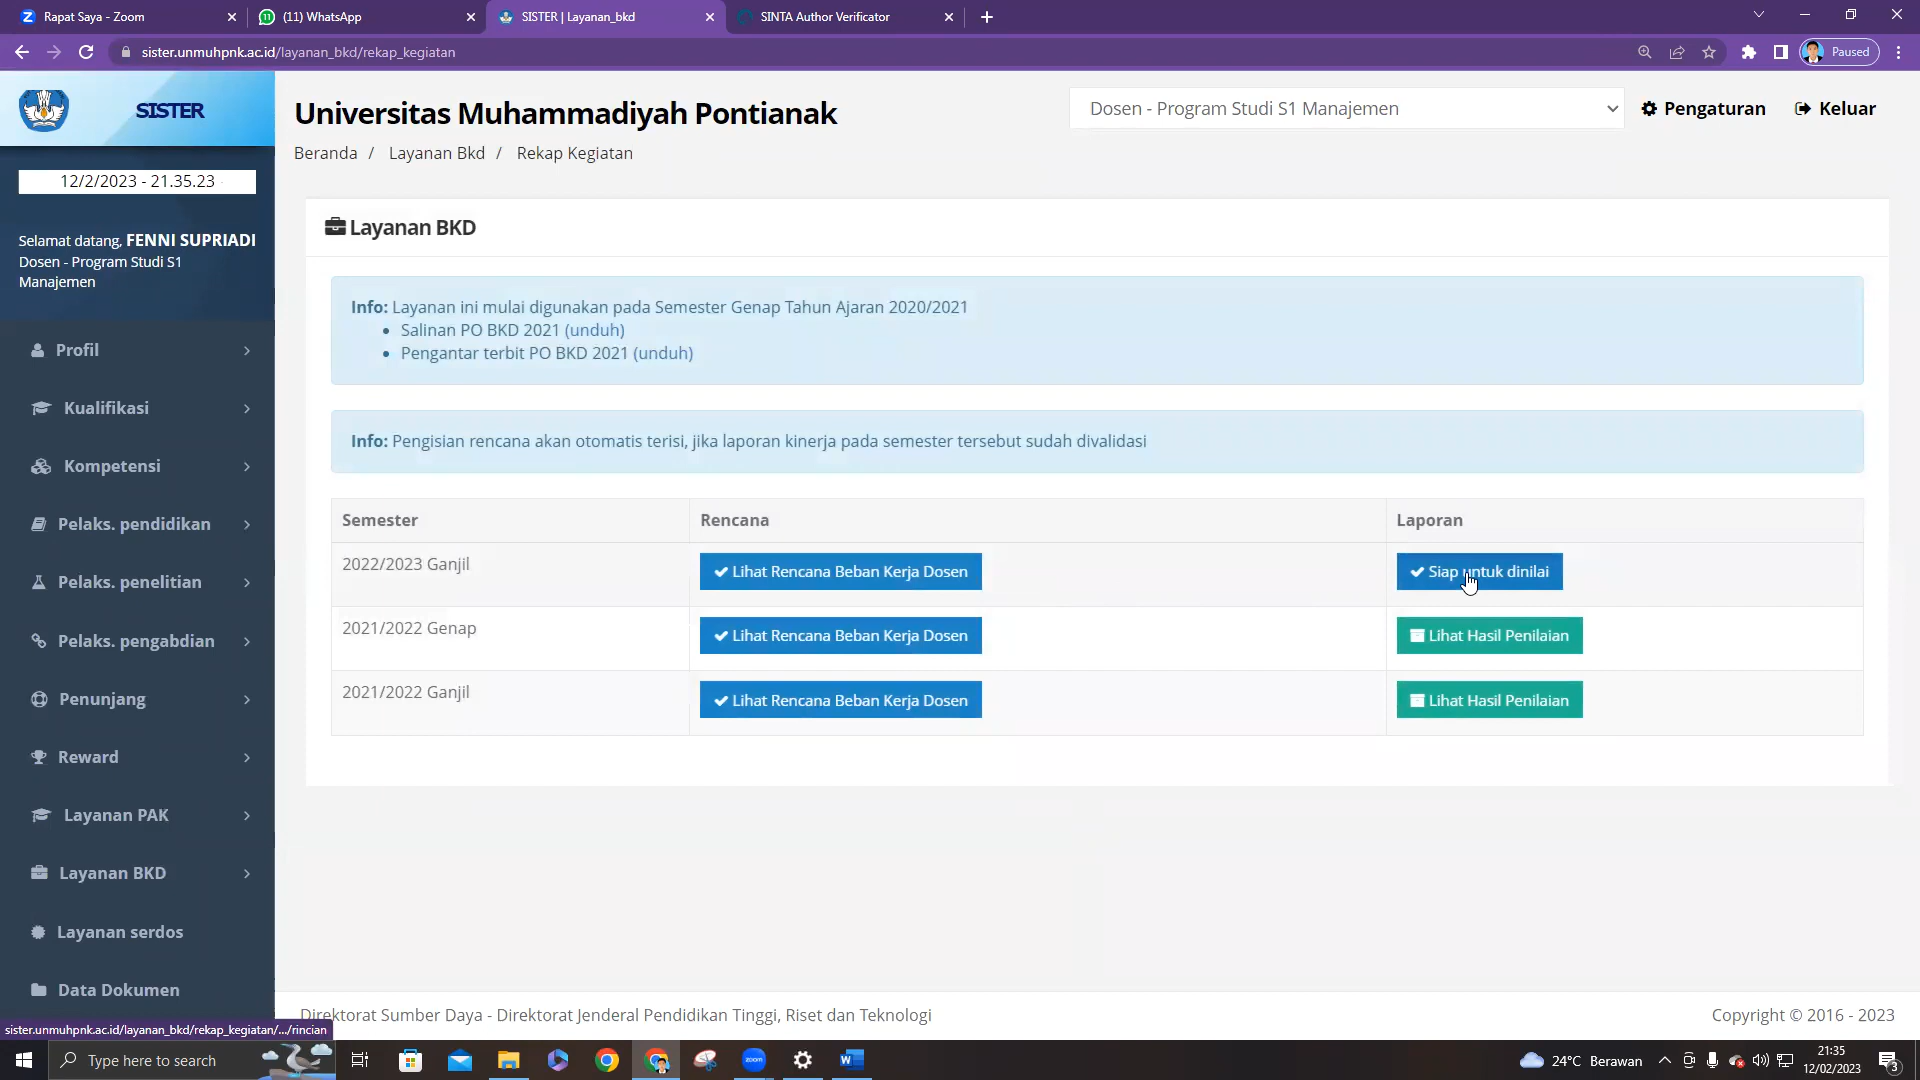 Rapat Saya - Zoom
(11) WhatsApp
SISTER | Layanan_bkd
SINTA Author Verificator
sister.unmuhpnk.ac.id/layanan_bkd/rekap_kegiatan
Paused
SISTER
Universitas Muhammadiyah Pontianak
Dosen - Program Studi S1 Manajemen
Pengaturan
Keluar
Beranda / Layanan Bkd / Rekap Kegiatan
12/2/2023 - 21.35.23
Selamat datang, FENNI SUPRIADI
Dosen - Program Studi S1
Manajemen
Profil
Kualifikasi
Kompetensi
Pelaks. pendidikan
Pelaks. penelitian
Pelaks. pengabdian
Penunjang
Reward
Layanan PAK
Layanan BKD
Layanan serdos
Data Dokumen
Layanan BKD
Info: Layanan ini mulai digunakan pada Semester Genap Tahun Ajaran 2020/2021
• Salinan PO BKD 2021 (unduh)
• Pengantar terbit PO BKD 2021 (unduh)
Info: Pengisian rencana akan otomatis terisi, jika laporan kinerja pada semester tersebut sudah divalidasi
Semester Rencana Laporan
2022/2023 Ganjil Lihat Rencana Beban Kerja Dosen Siap untuk dinilai
2021/2022 Genap Lihat Rencana Beban Kerja Dosen Lihat Hasil Penilaian
2021/2022 Ganjil Lihat Rencana Beban Kerja Dosen Lihat Hasil Penilaian
Direktorat Sumber Daya - Direktorat Jenderal Pendidikan Tinggi, Riset dan Teknologi
Copyright © 2016 - 2023
sister.unmuhpnk.ac.id/layanan_bkd/rekap_kegiatan/.../rincian
Type here to search
zoom
24°C Berawan
21:35
12/02/2023
3